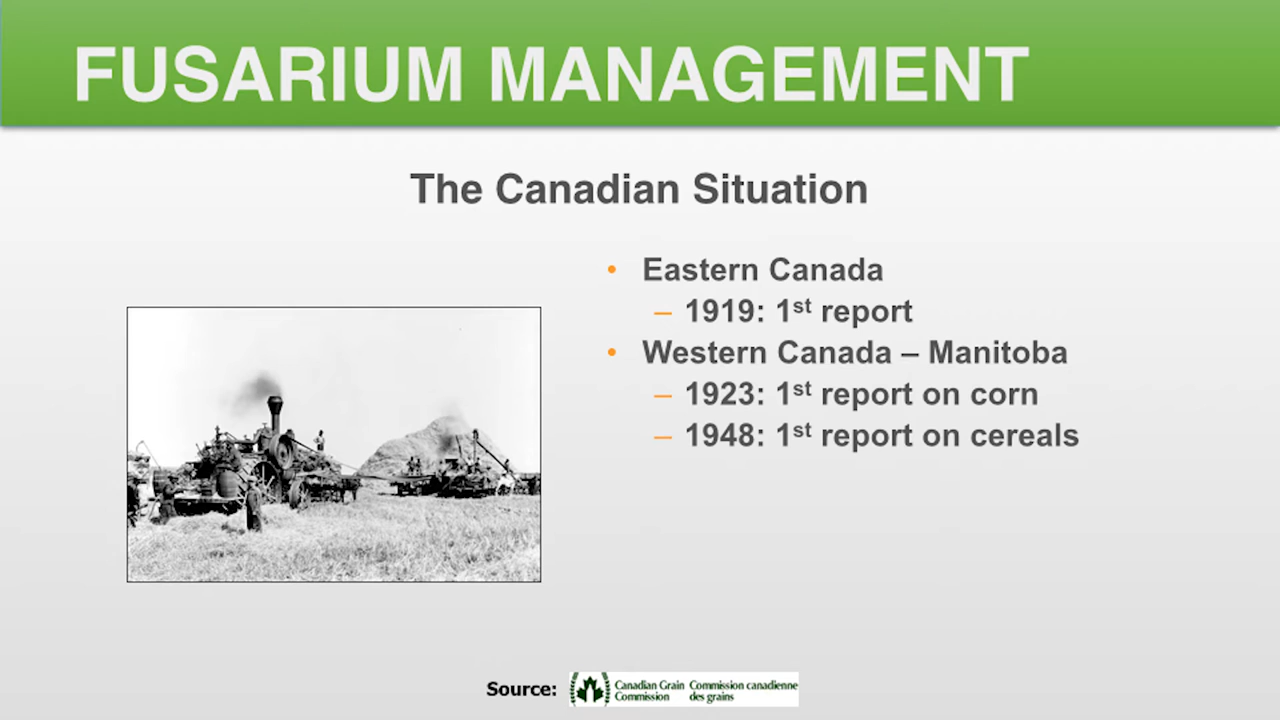 FUSARIUM MANAGEMENT
The Canadian Situation
• Eastern Canada
– 1919: 1st report
• Western Canada – Manitoba
– 1923: 1st report on corn
– 1948: 1st report on cereals
Source:
Canadian Grain Commission
Commission canadienne des grains